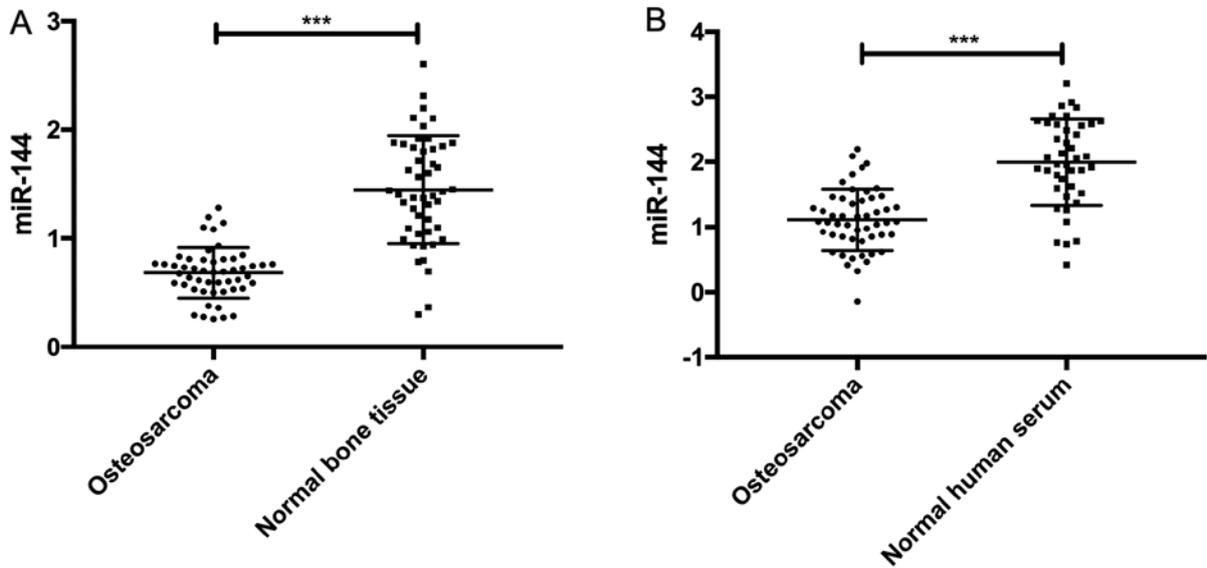 A
***
3
2
1
0
miR-144
Osteosarcoma
Normal bone tissue
B
***
4
3
2
1
0
-1
miR-144
Osteosarcoma
Normal human serum